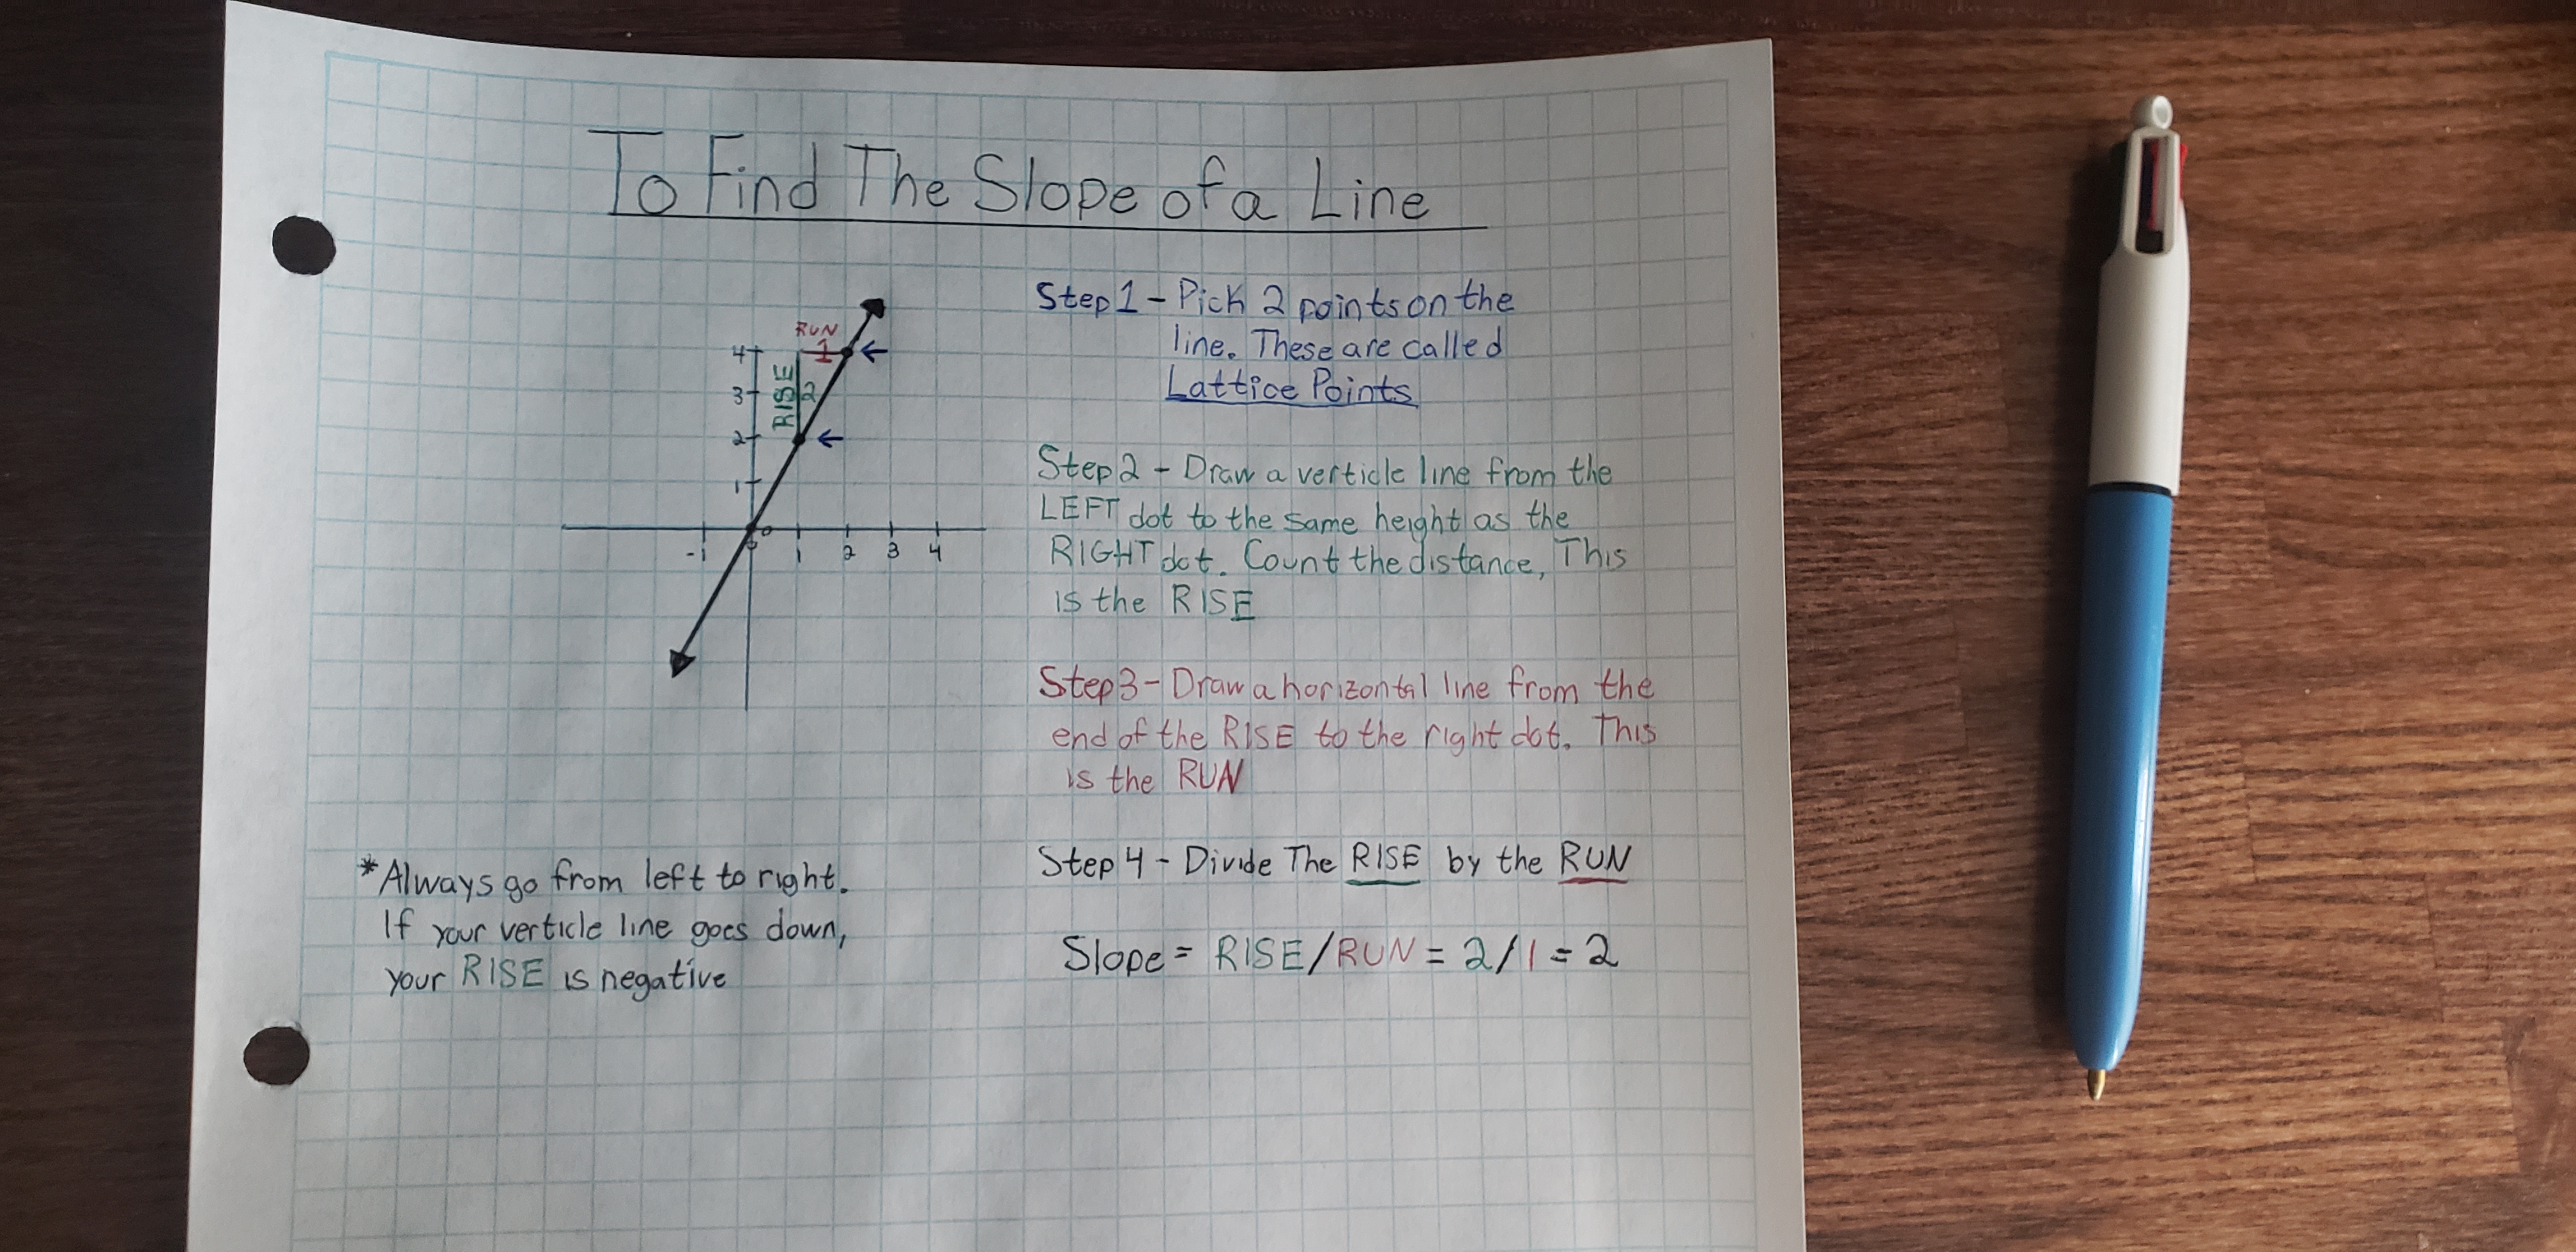 To Find The Slope of a Line
RUN
1
4
3
2
1
RISE
2
-1
0
0
1
2
3
4
Step 1 - Pick 2 points on the
line. These are called
Lattice Points
Step 2 - Draw a verticle line from the
LEFT dot to the same height as the
RIGHT dot. Count the distance, This
is the RISE
Step 3 - Draw a horizontal line from the
end of the RISE to the right dot. This
is the RUN
Step 4 - Divide The RISE by the RUN
Slope = RISE/RUN = 2/1 = 2
*Always go from left to right.
If your verticle line goes down,
your RISE is negative